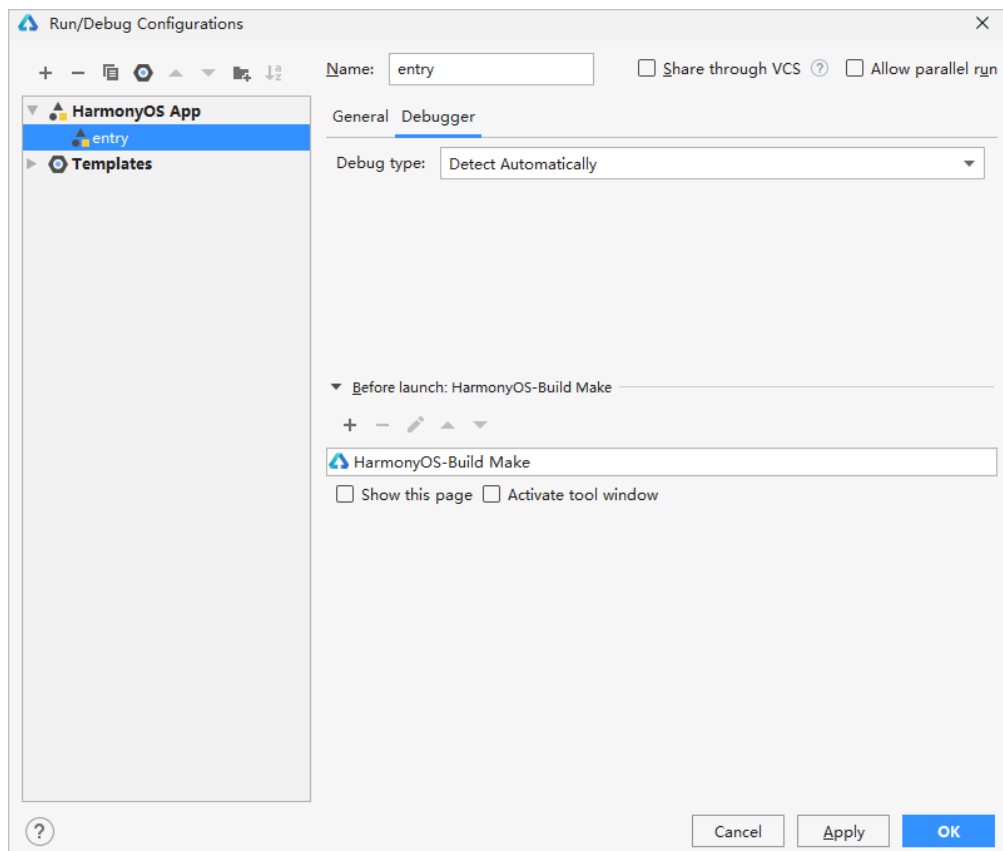 Run/Debug Configurations
Name: entry
Share through VCS ? Allow parallel run
HarmonyOS App
entry
Templates
General Debugger
Debug type: Detect Automatically
Before launch: HarmonyOS-Build Make
HarmonyOS-Build Make
Show this page Activate tool window
? Cancel Apply OK